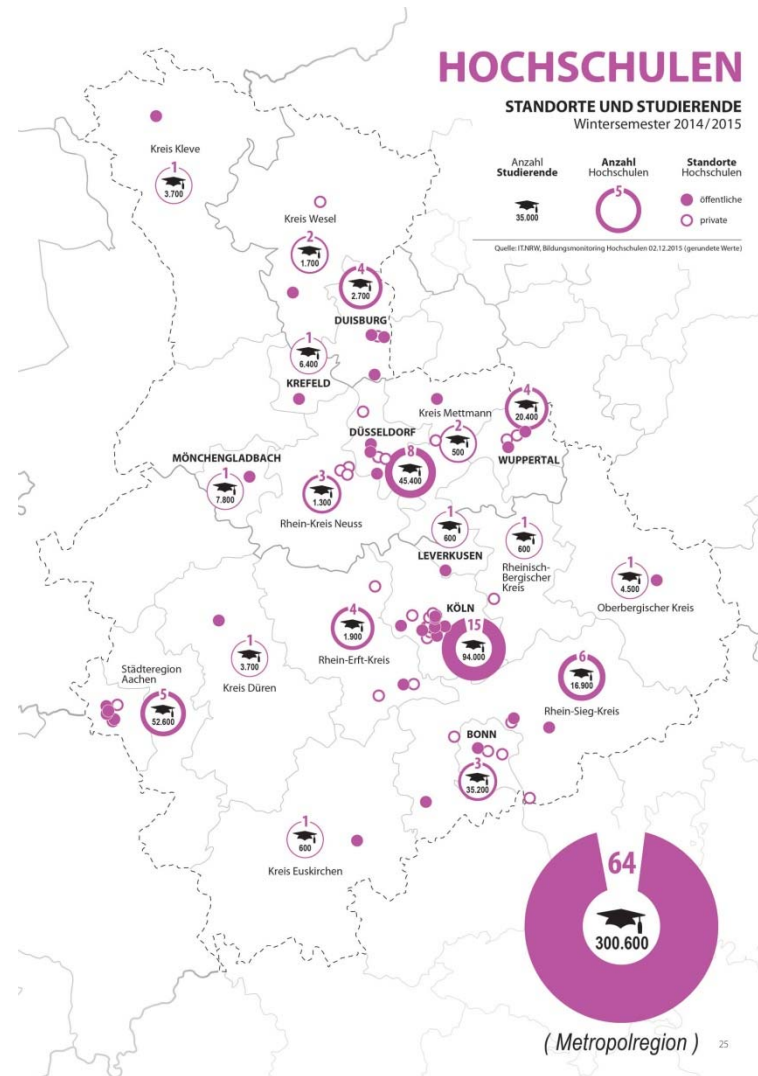 HOCHSCHULEN
STANDORTE UND STUDIERENDE
Wintersemester 2014/2015
Anzahl
Studierende
35.000
Anzahl
Hochschulen
5
Standorte
Hochschulen
öffentliche
private
Quelle: IT.NRW, Bildungsmonitoring Hochschulen 02.12.2015 (gerundete Werte)
Kreis Kleve
1
3.700
Kreis Wesel
2
1.700
4
2.700
DUISBURG
1
6.400
KREFELD
Kreis Mettmann
2
500
4
20.400
WUPPERTAL
DÜSSELDORF
8
45.400
MÖNCHENGLADBACH
1
7.800
3
1.300
Rhein-Kreis Neuss
1
600
LEVERKUSEN
1
600
Rheinisch-
Bergischer
Kreis
1
4.500
Oberbergischer Kreis
KÖLN
15
94.000
4
1.900
Rhein-Erft-Kreis
1
3.700
Kreis Düren
Städteregion
Aachen
5
52.600
6
16.900
Rhein-Sieg-Kreis
BONN
3
35.200
1
600
Kreis Euskirchen
64
300.600
( Metropolregion )
25